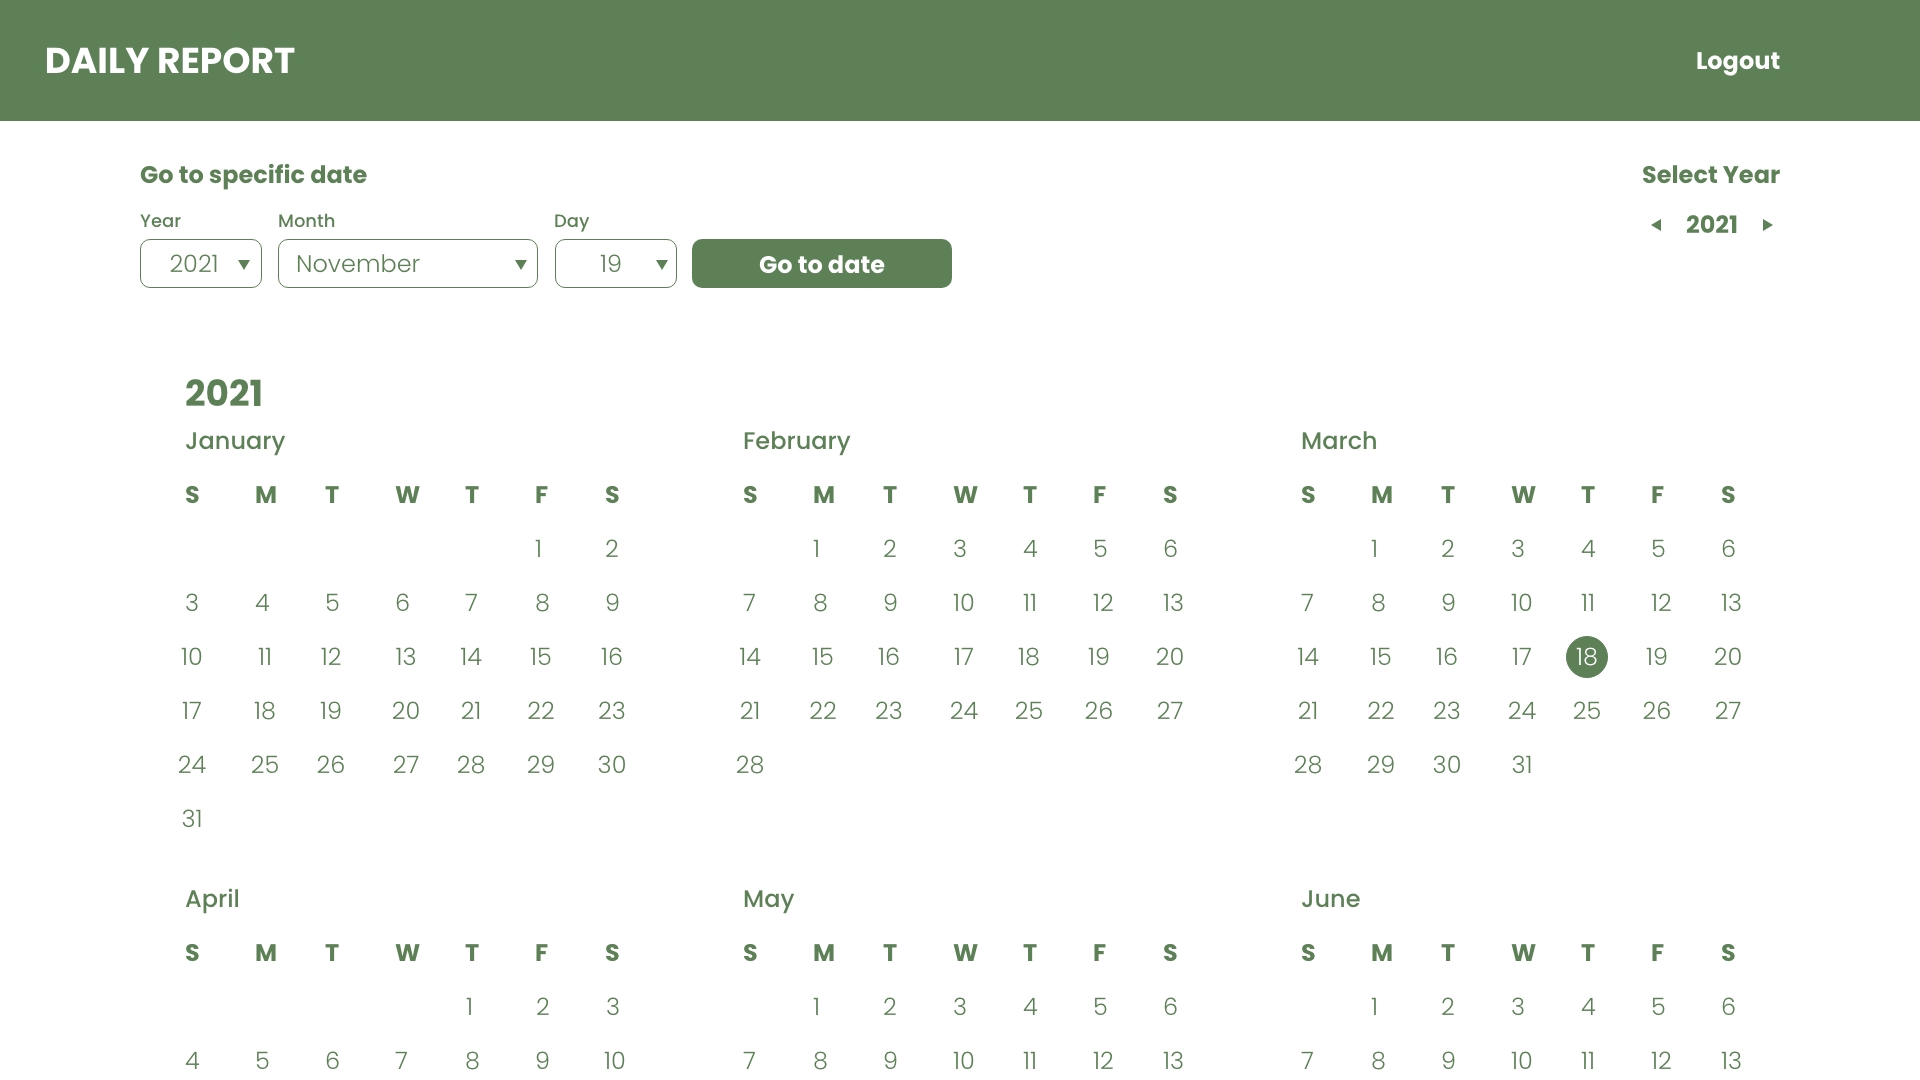 DAILY REPORT
Logout
Go to specific date
Select Year
Year Month Day
◀ 2021 ▶
2021 ▼ November ▼ 19 ▼ Go to date
2021
January February March
S M T W T F S S M T W T F S S M T W T F S
1 2 1 2 3 4 5 6 1 2 3 4 5 6
3 4 5 6 7 8 9 7 8 9 10 11 12 13 7 8 9 10 11 12 13
10 11 12 13 14 15 16 14 15 16 17 18 19 20 14 15 16 17 18 19 20
17 18 19 20 21 22 23 21 22 23 24 25 26 27 21 22 23 24 25 26 27
24 25 26 27 28 29 30 28 28 29 30 31
31
April May June
S M T W T F S S M T W T F S S M T W T F S
1 2 3 1 2 3 4 5 6 1 2 3 4 5 6
4 5 6 7 8 9 10 7 8 9 10 11 12 13 7 8 9 10 11 12 13